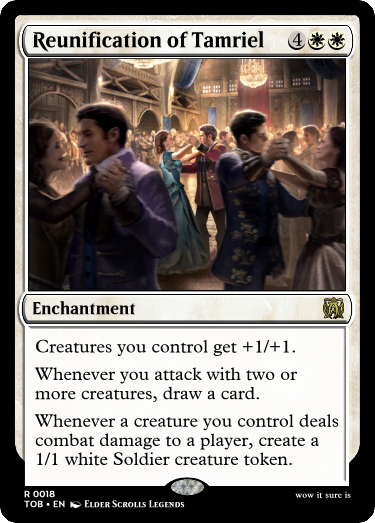 Reunification of Tamriel 4
Enchantment
Creatures you control get +1/+1.
Whenever you attack with two or
more creatures, draw a card.
Whenever a creature you control deals
combat damage to a player, create a
1/1 white Soldier creature token.
R 0018
TOB • EN Elder Scrolls Legends
wow it sure is